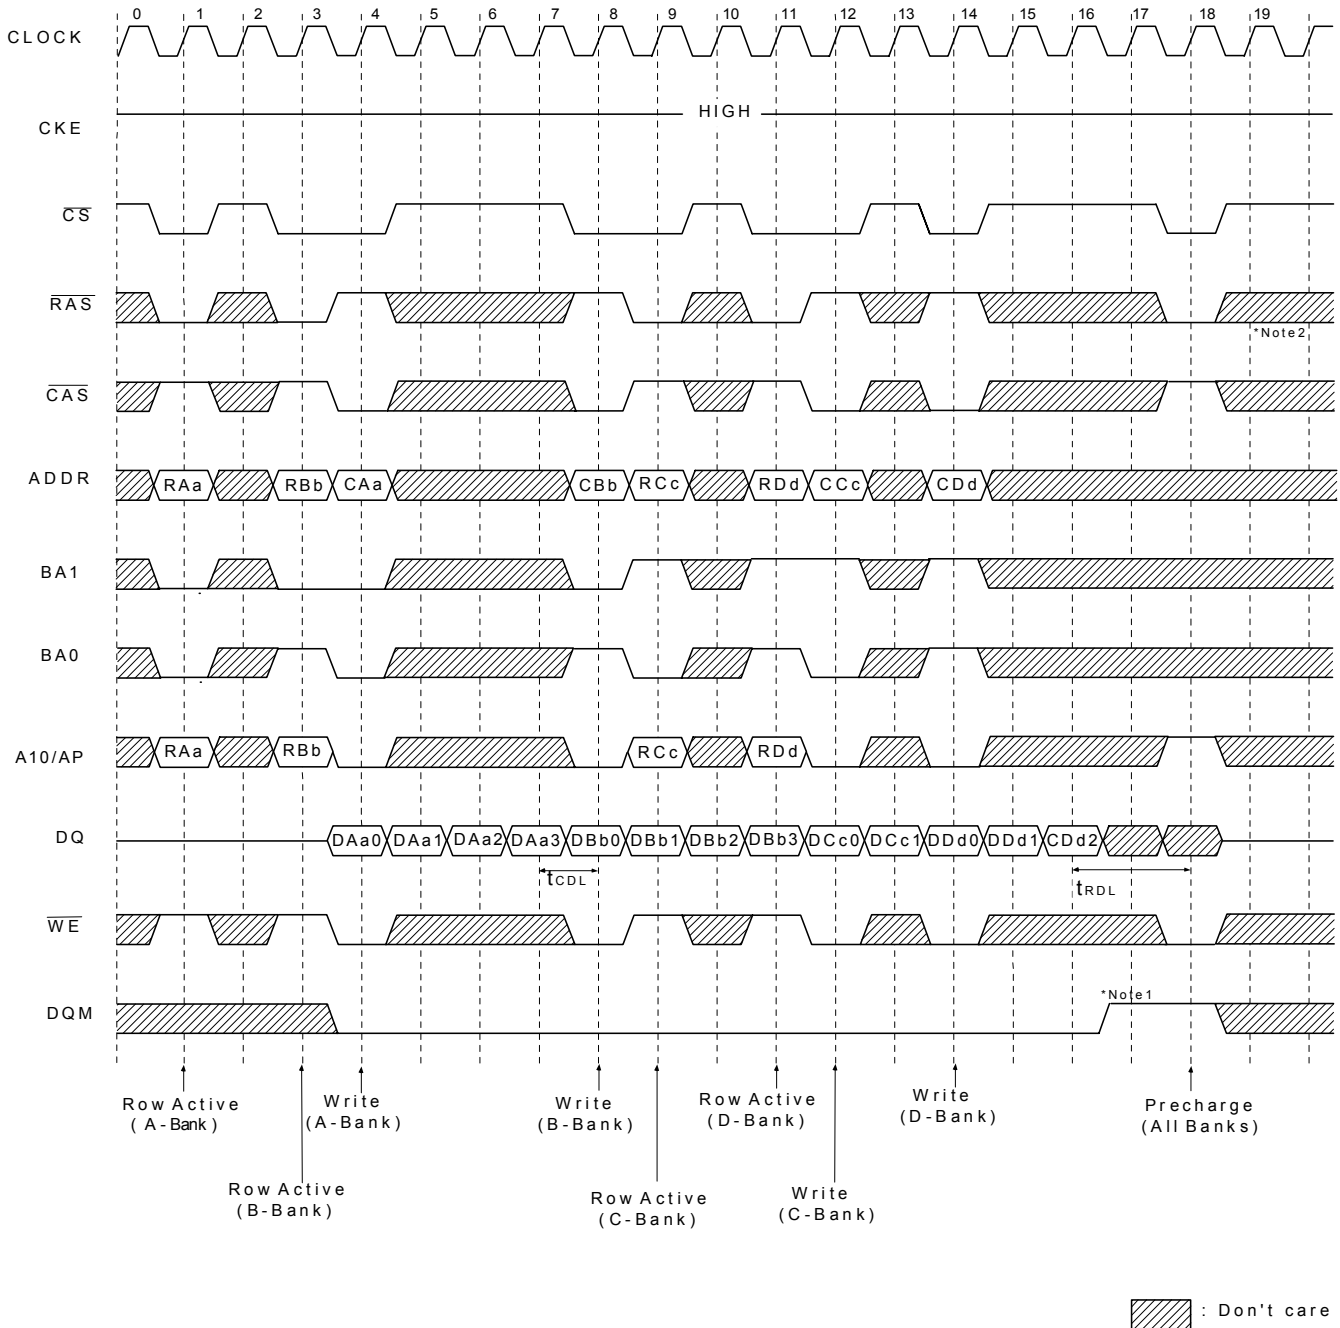 0 1 2 3 4 5 6 7 8 9 10 11 12 13 14 15 16 17 18 19
CLOCK
HIGH
CKE
CS
RAS
*Note2
CAS
ADDR RAa RBb CAa CBb RCc RDd CCc CDd
BA1
BA0
A10/AP RAa RBb RCc RDd
DQ DAa0 DAa1 DAa2 DAa3 DBb0 DBb1 DBb2 DBb3 DCc0 DCc1 DDd0 DDd1 CDd2
tCDL tRDL
WE
*Note1
DQM
Row Active
(A-Bank)
Write
(A-Bank)
Write
(B-Bank)
Row Active
(D-Bank)
Write
(D-Bank)
Precharge
(All Banks)
Row Active
(B-Bank)
Row Active
(C-Bank)
Write
(C-Bank)
: Don't care